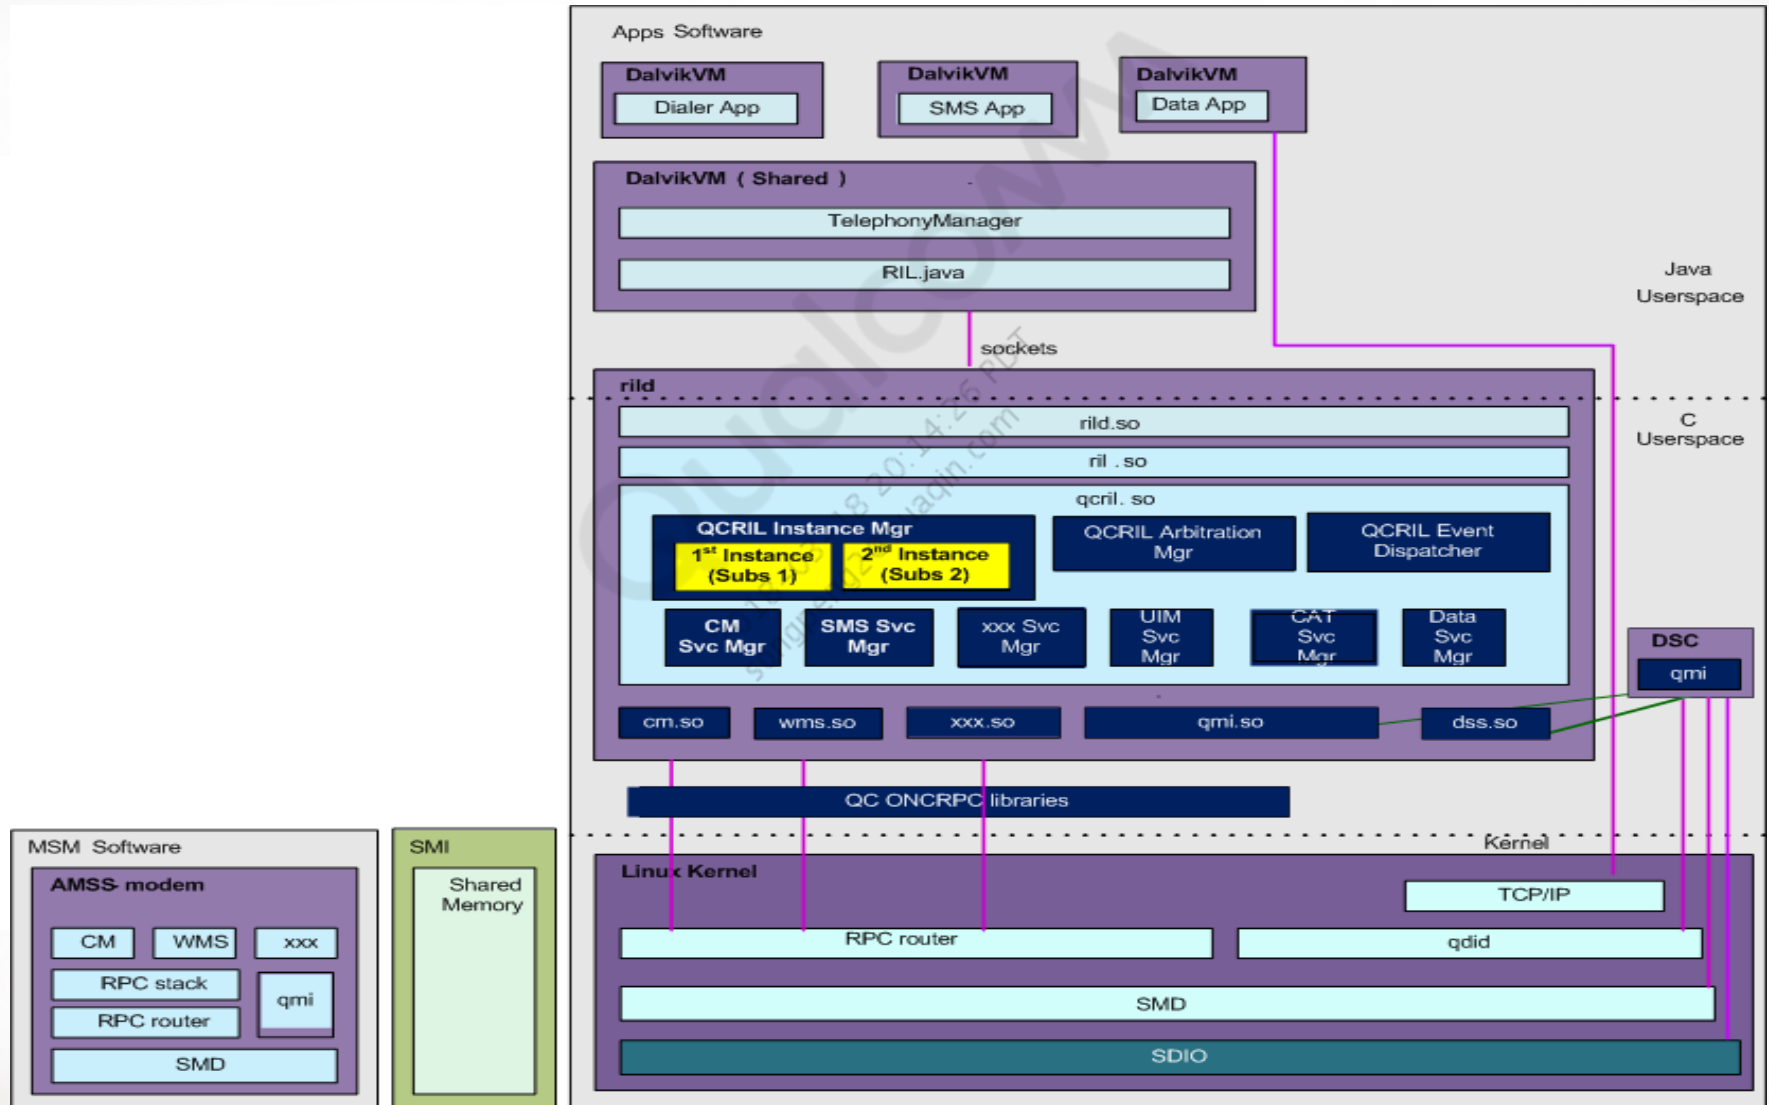 Apps Software
DalvikVM
Dialer App
DalvikVM
SMS App
DalvikVM
Data App
DalvikVM ( Shared )
TelephonyManager
RIL.java
Java
Userspace
sockets
rild
rild.so
C
Userspace
ril . so
qcril. so
QCRIL Instance Mgr
1st Instance
(Subs 1)
2nd Instance
(Subs 2)
QCRIL Arbitration
Mgr
QCRIL Event
Dispatcher
CM
Svc Mgr
SMS Svc
Mgr
xxx Svc
Mgr
UIM
Svc
Mgr
CAT
Svc
Mgr
Data
Svc
Mgr
DSC
qmi
cm.so
wms.so
xxx.so
qmi.so
dss.so
QC ONCRPC libraries
Kernel
Linux Kernel
TCP/IP
RPC router
qdid
SMD
SDIO
MSM Software
AMSS-modem
CM
WMS
xxx
RPC stack
qmi
RPC router
SMD
SMI
Shared
Memory
Qualcomm
20:14:26 PDT